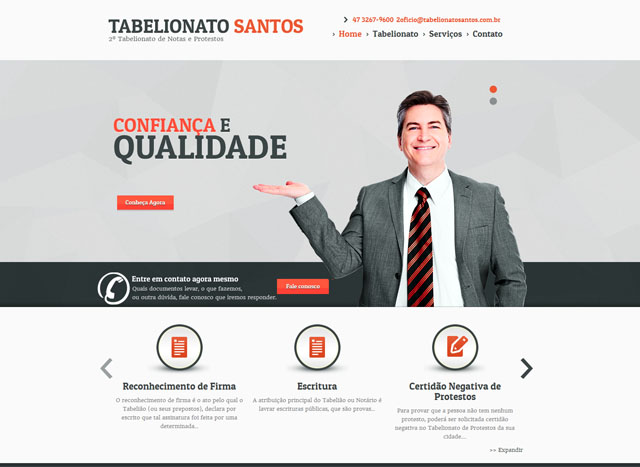 TABELIONATO SANTOS
2º Tabelionato de Notas e Protestos
47 3267-9600 2oficio@tabelionatosantos.com.br
Home Tabelionato Serviços Contato
CONFIANÇA E
QUALIDADE
Conheça Agora
Entre em contato agora mesmo
Quais documentos levar, o que fazemos,
ou outra dúvida, fale conosco que iremos responder.
Fale conosco
Reconhecimento de Firma
O reconhecimento de firma é o ato pelo qual o
Tabelião (ou seus prepostos), declara por
escrito que tal assinatura foi feita por uma
determinada...
Escritura
A atribuição principal do Tabelião ou Notário é
lavrar escrituras públicas, que são provas...
Certidão Negativa de
Protestos
Para provar que a pessoa não tem nenhum
protesto, poderá ser solicitada certidão
negativa no Tabelionato de Protestos da sua
cidade...
>> Expandir